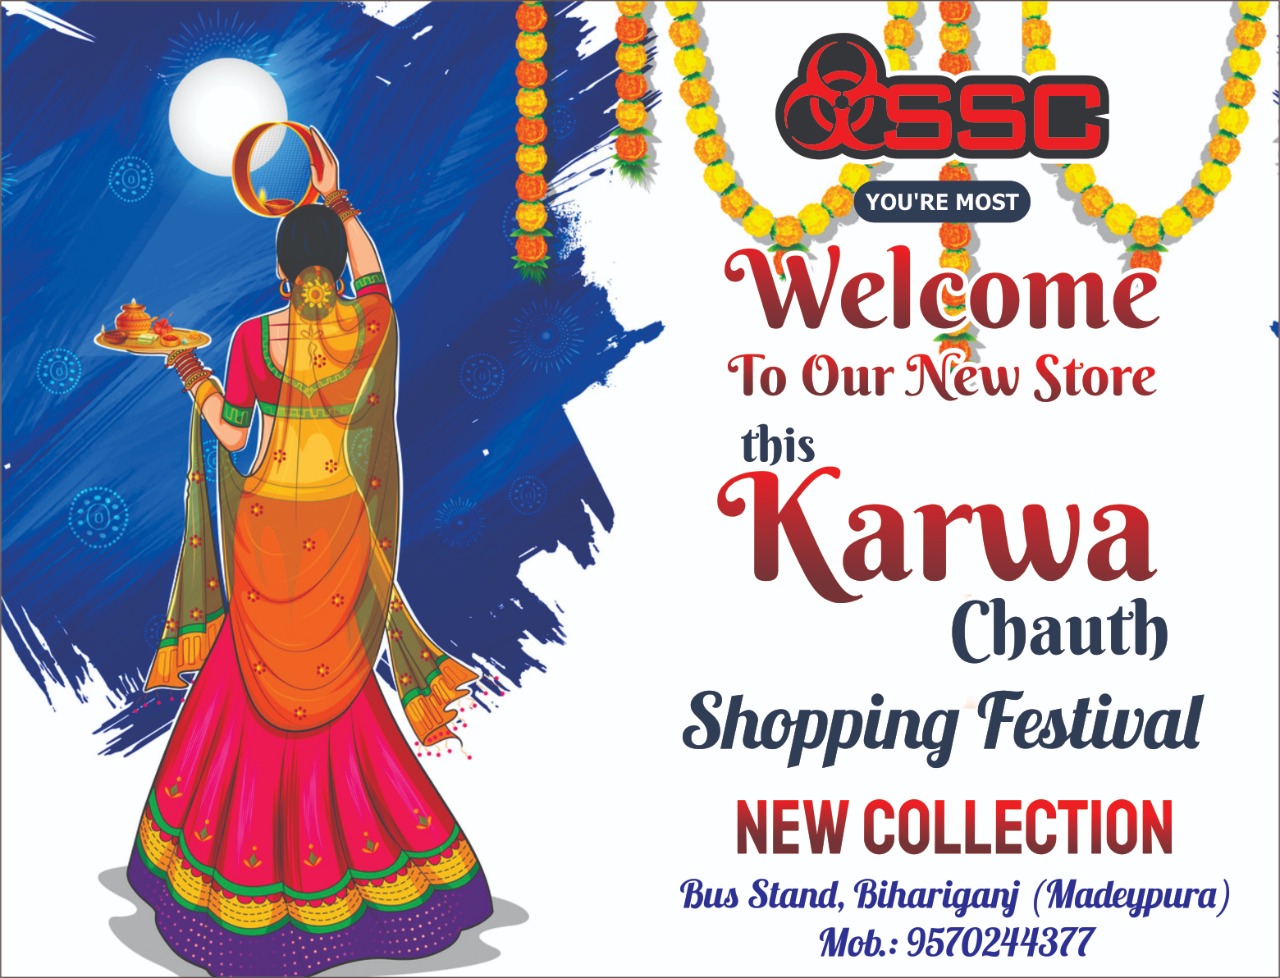 SSC
YOU'RE MOST
Welcome
To Our New Store
this
Karwa
Chauth
Shopping Festival
NEW COLLECTION
Bus Stand, Bihariganj (Madeypura)
Mob.: 9570244377